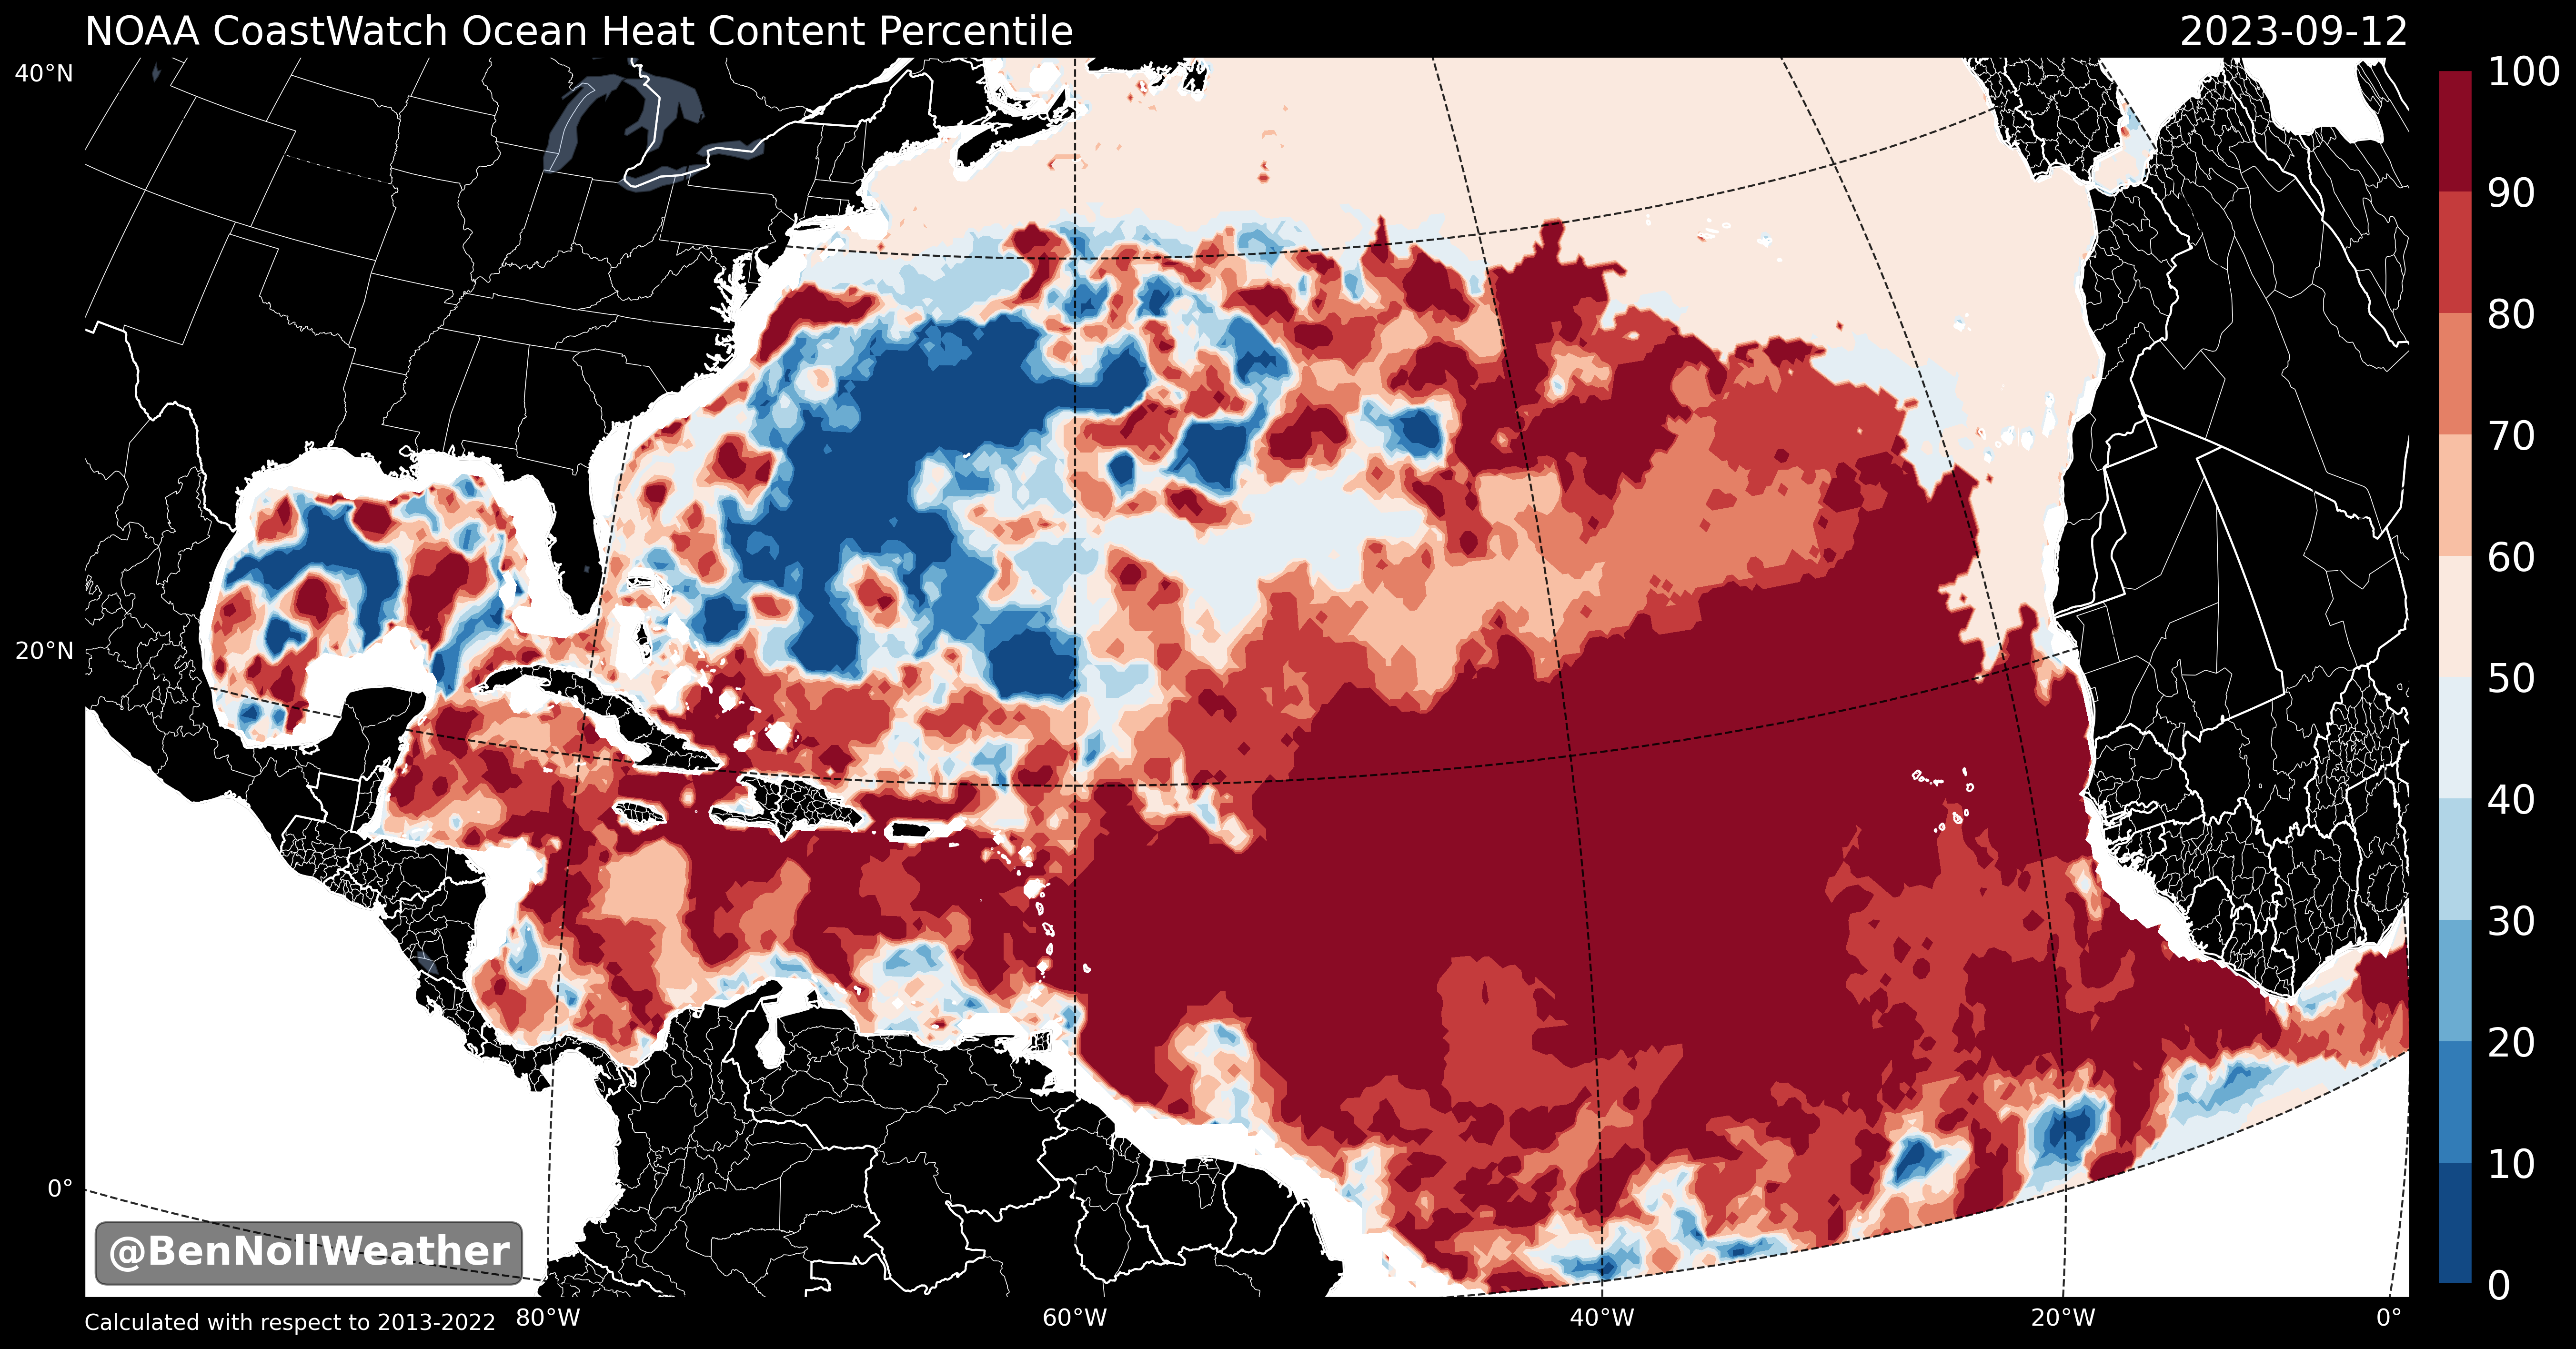 NOAA CoastWatch Ocean Heat Content Percentile
2023-09-12
40°N
20°N
0°
100
90
80
70
60
50
40
30
20
10
0
@BenNollWeather
Calculated with respect to 2013-2022
80°W
60°W
40°W
20°W
0°